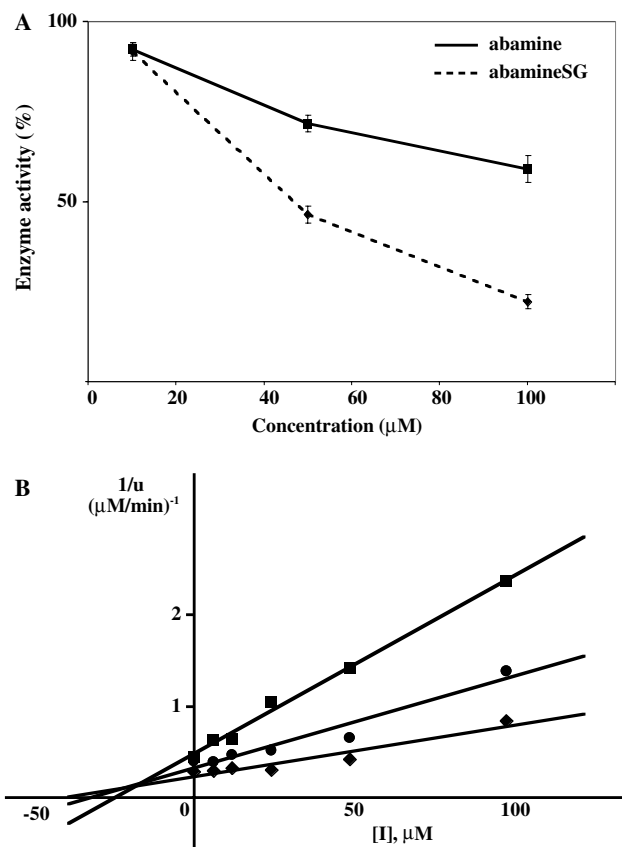 A
100
abamine
abamineSG
Enzyme activity (%)
50
0
20
40
60
80
100
Concentration (μM)
B
1/u
(μM/min)⁻¹
2
1
-50
0
50
100
[I], μM